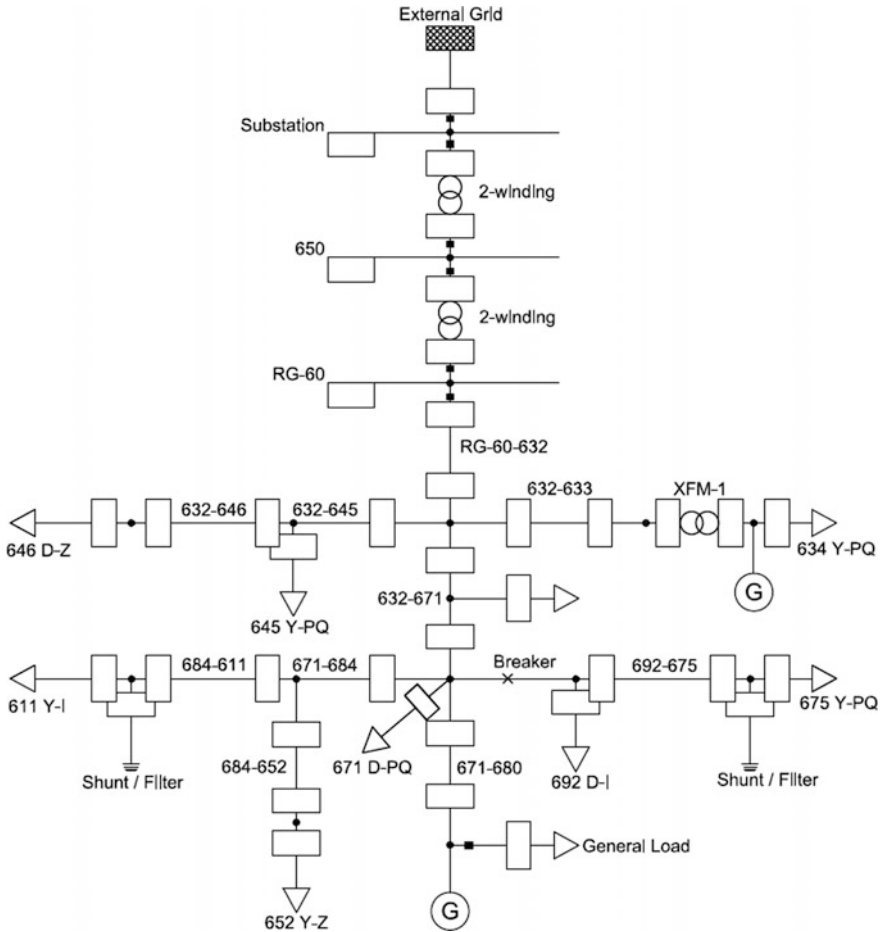 External Grid
Substation
2-winding
650
2-winding
RG-60
RG-60-632
632-646
632-645
632-633
XFM-1
646 D-Z
634 Y-PQ
G
632-671
645 Y-PQ
684-611
671-684
Breaker
692-675
611 Y-I
675 Y-PQ
684-652
671 D-PQ
671-680
692 D-I
Shunt / Filter
Shunt / Filter
General Load
652 Y-Z
G